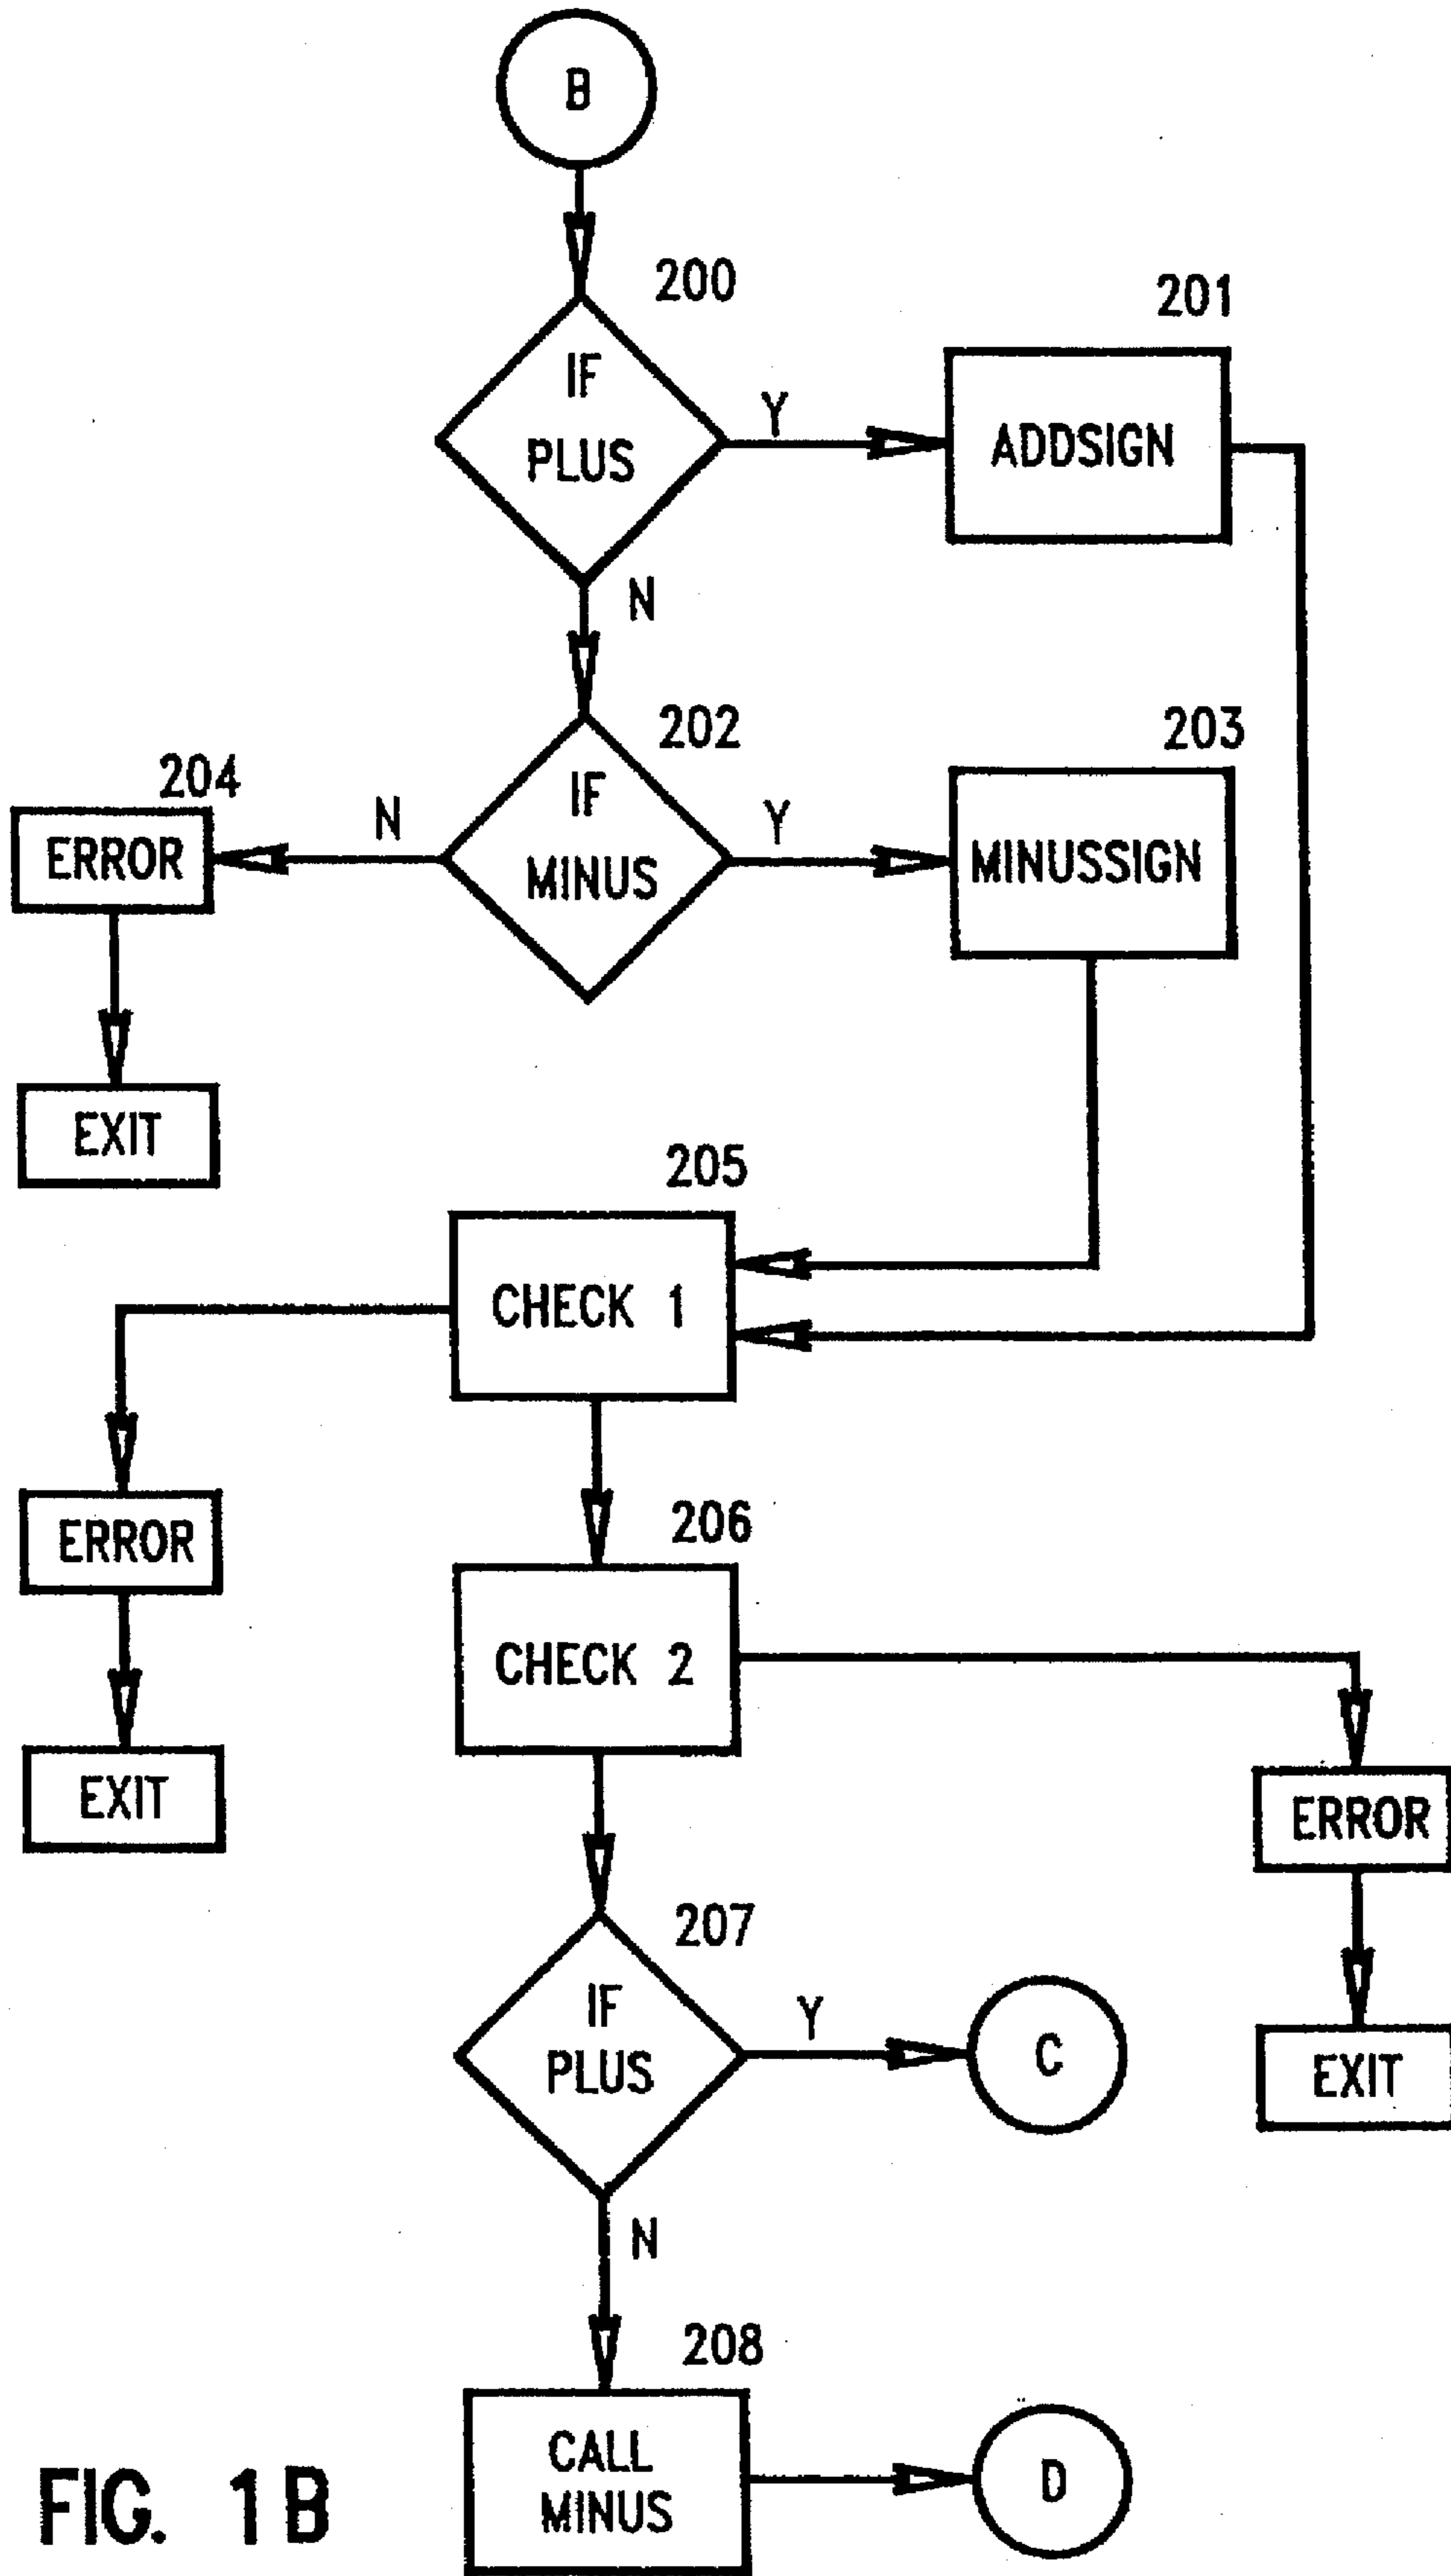 B
200
IF
PLUS
Y
201
ADDSIGN
N
202
IF
MINUS
Y
203
MINUSSIGN
N
204
ERROR
EXIT
205
CHECK 1
ERROR
EXIT
206
CHECK 2
ERROR
EXIT
207
IF
PLUS
Y
C
N
208
CALL
MINUS
D
FIG. 1B